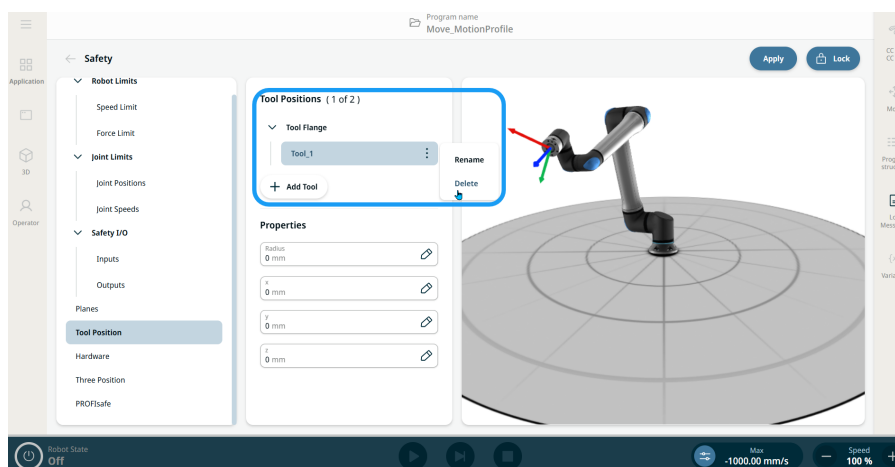 Program name
Move_MotionProfile
Safety
Apply
Lock
Application
3D
Operator
Robot Limits
Speed Limit
Force Limit
Joint Limits
Joint Positions
Joint Speeds
Safety I/O
Inputs
Outputs
Planes
Tool Position
Hardware
Three Position
PROFIsafe
Tool Positions ( 1 of 2 )
Tool Flange
Tool_1
Rename
Delete
+ Add Tool
Properties
Radius
0 mm
x
0 mm
y
0 mm
z
0 mm
Robot State
Off
Max
-1000.00 mm/s
Speed
100 %